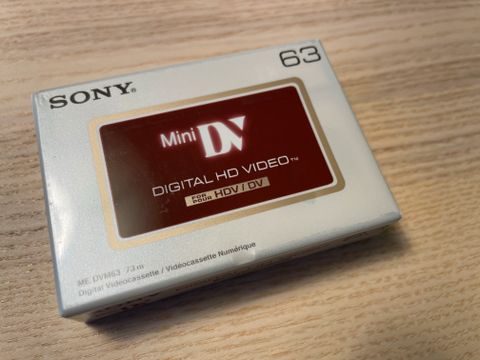 SONY®
63
Mini DV
DIGITAL HD VIDEO™
FOR
POUR
HDV / DV
ME DVM63 73 m
Digital Videocassette / Vidéocassette Numérique